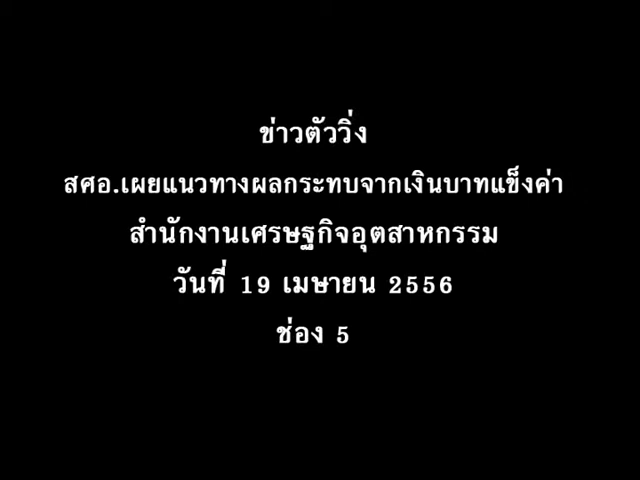 ข่าวตัววิ่ง
สศอ.เผยแนวทางผลกระทบจากเงินบาทแข็งค่า
สำนักงานเศรษฐกิจอุตสาหกรรม
วันที่ 19 เมษายน 2556
ช่อง 5